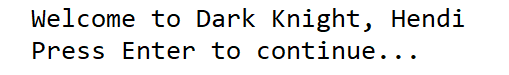 Welcome to Dark Knight, Hendi
Press Enter to continue...